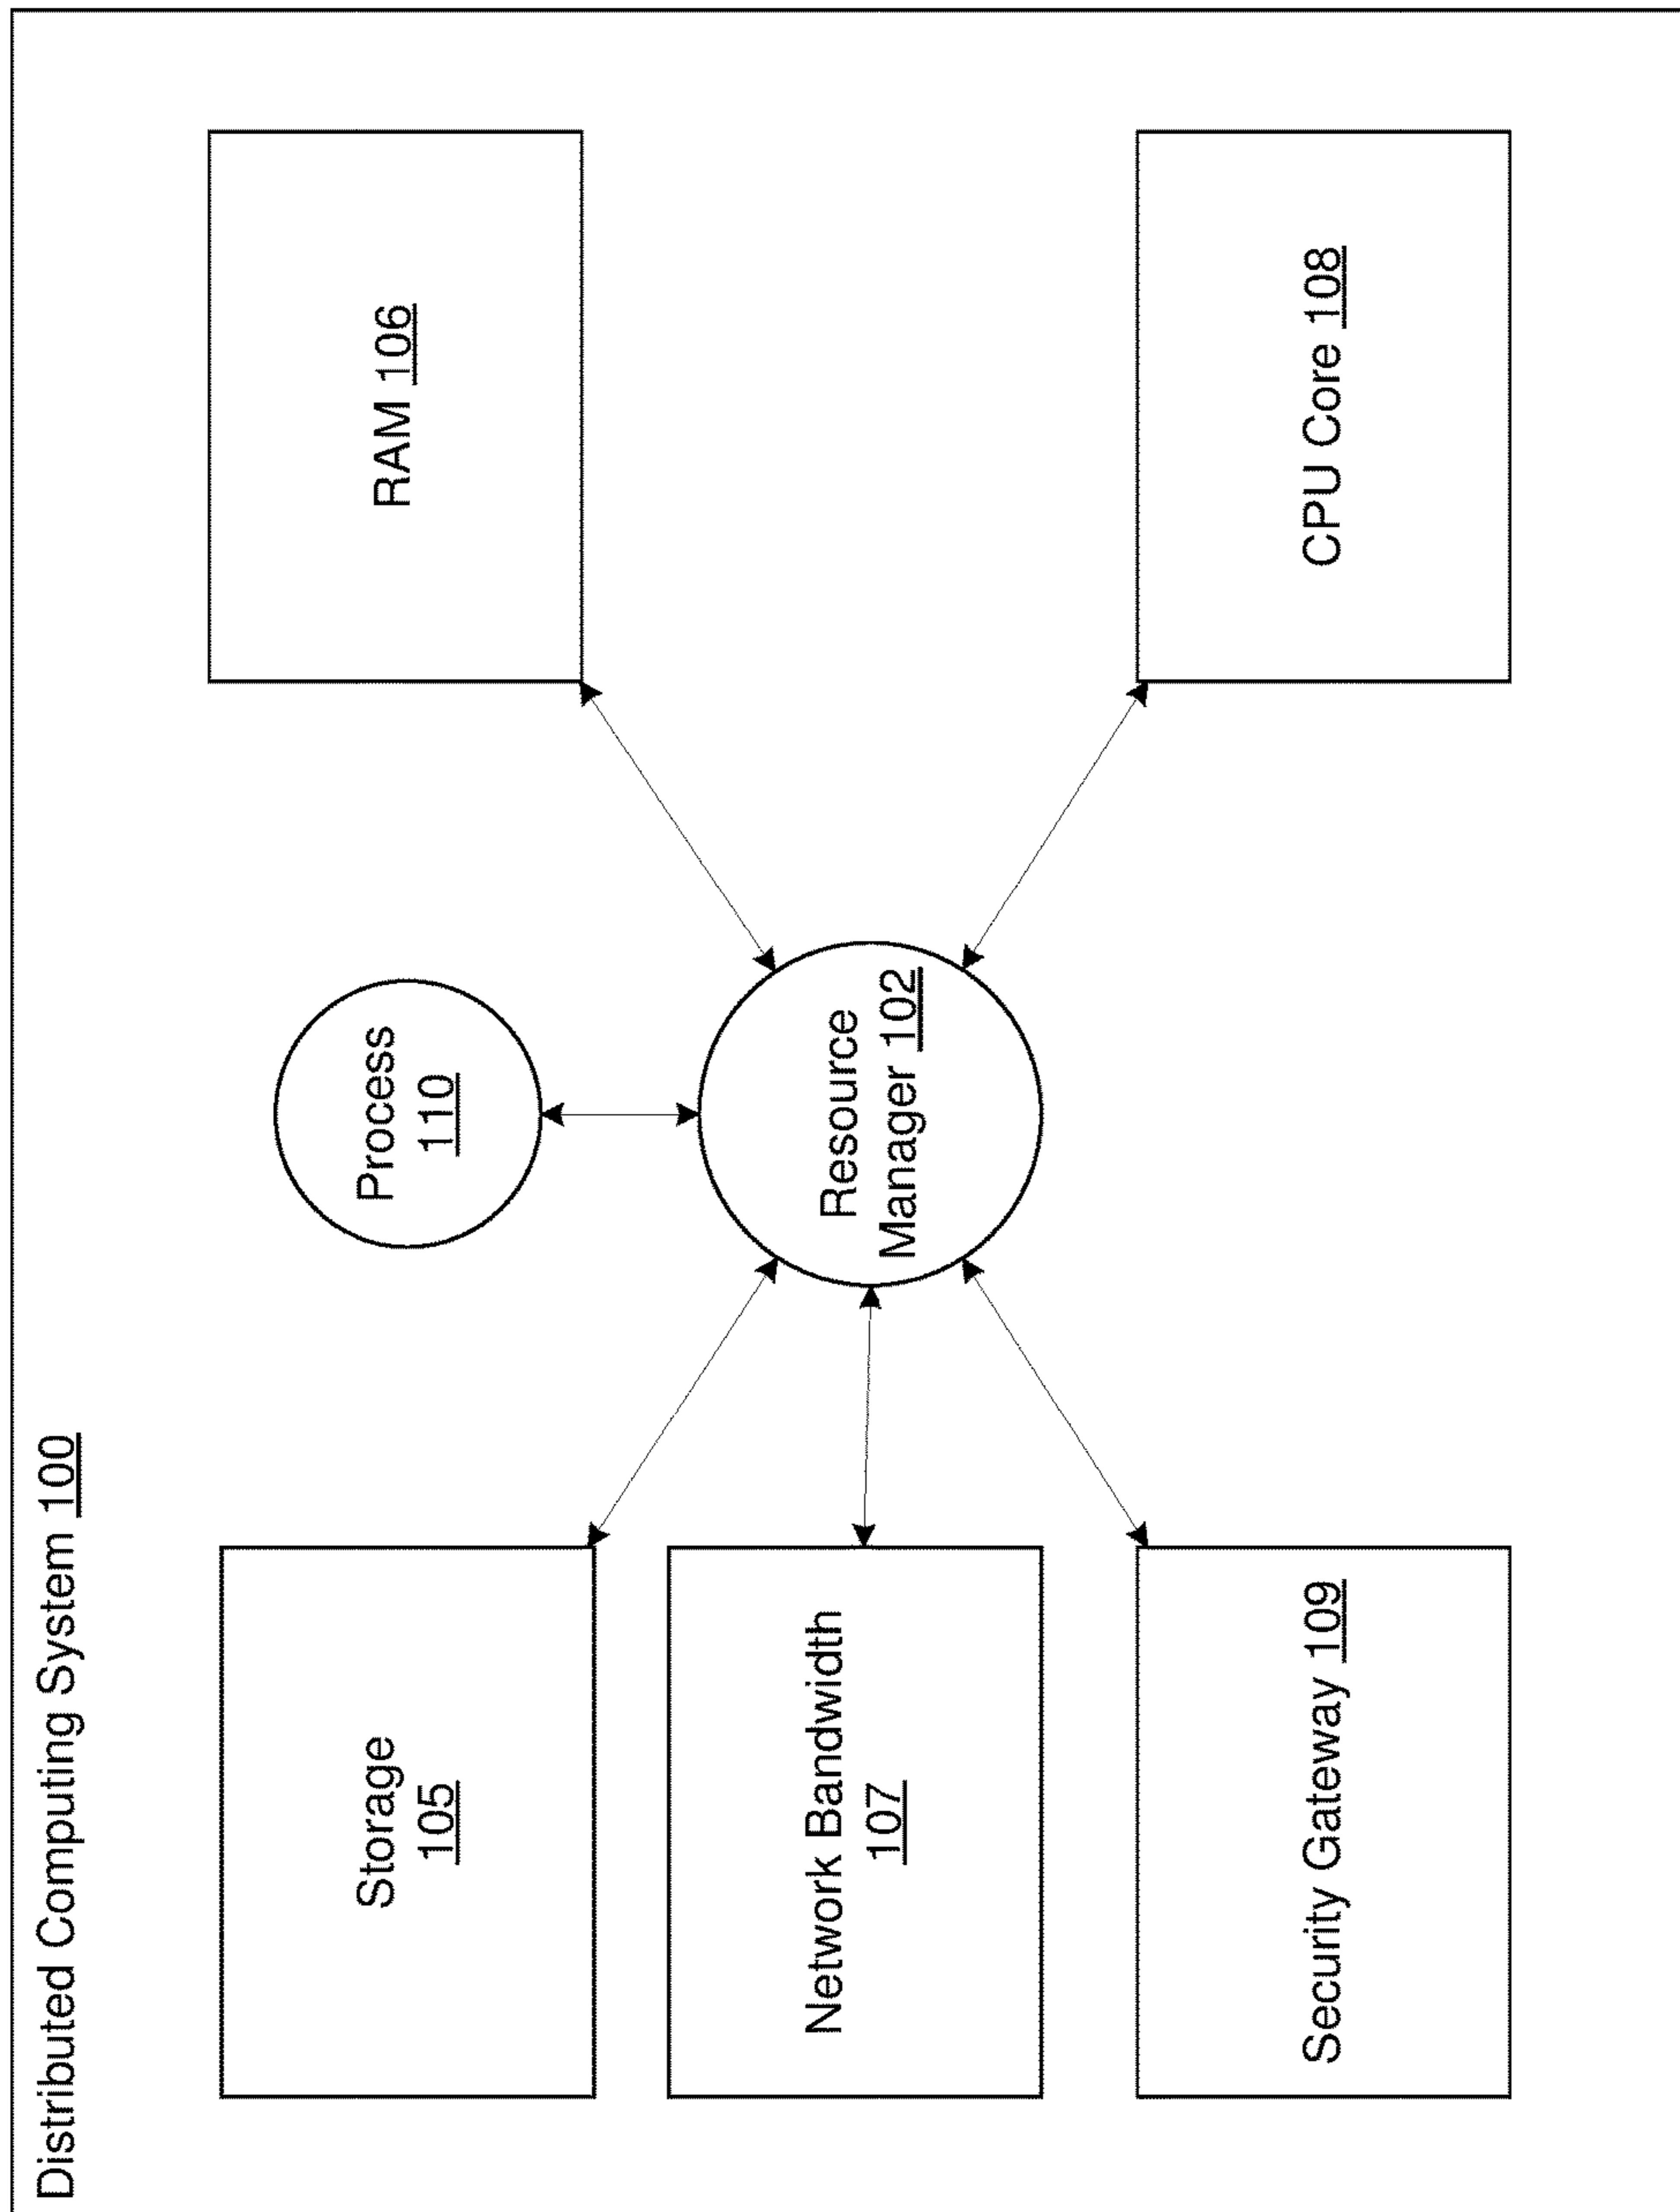 Distributed Computing System 100
Storage
105
Process
110
RAM 106
Network Bandwidth
107
Resource
Manager 102
Security Gateway 109
CPU Core 108